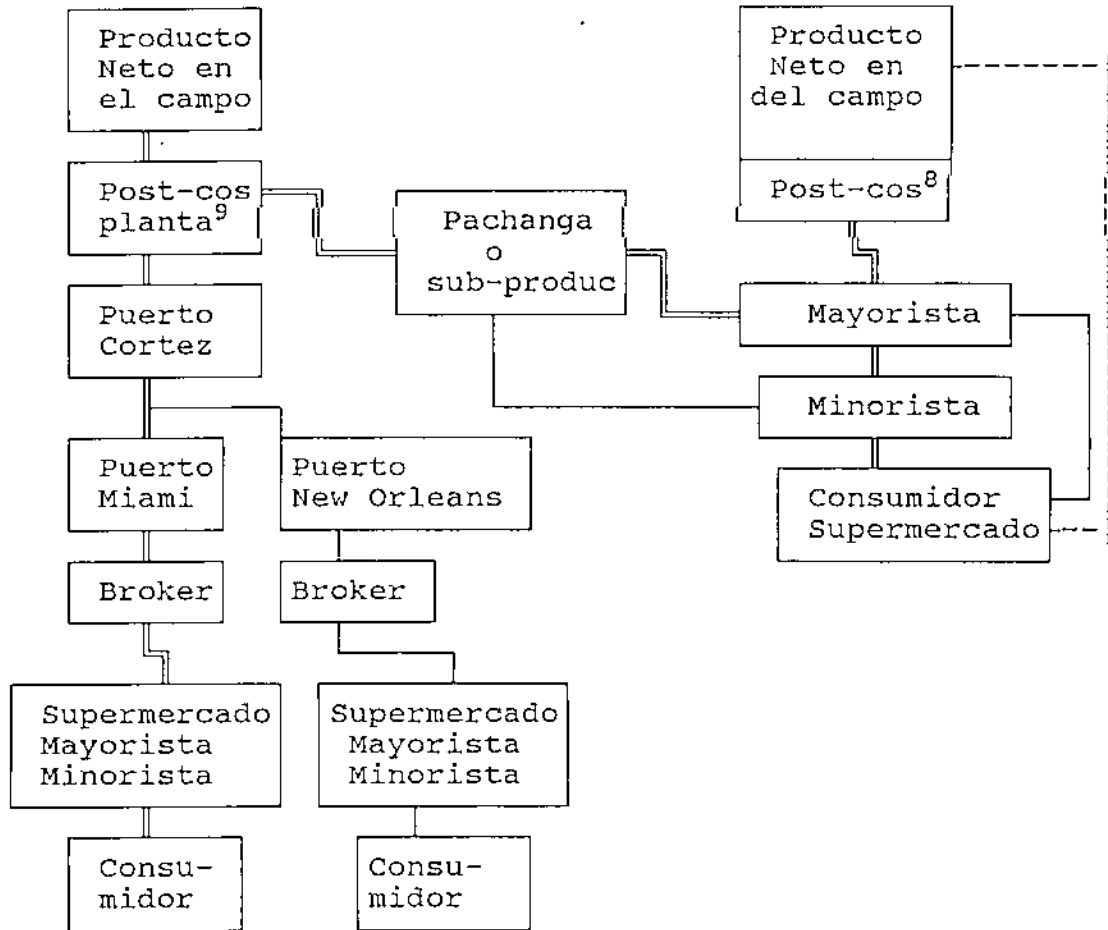 Producto
Neto en
el campo
Post-cos
planta⁹
Puerto
Cortez
Puerto
Miami
Broker
Supermercado
Mayorista
Minorista
Consu-
midor
Puerto
New Orleans
Broker
Supermercado
Mayorista
Minorista
Consu-
midor
Pachanga
o
sub-produc
Producto
Neto en
del campo
Post-cos⁸
Mayorista
Minorista
Consumidor
Supermercado